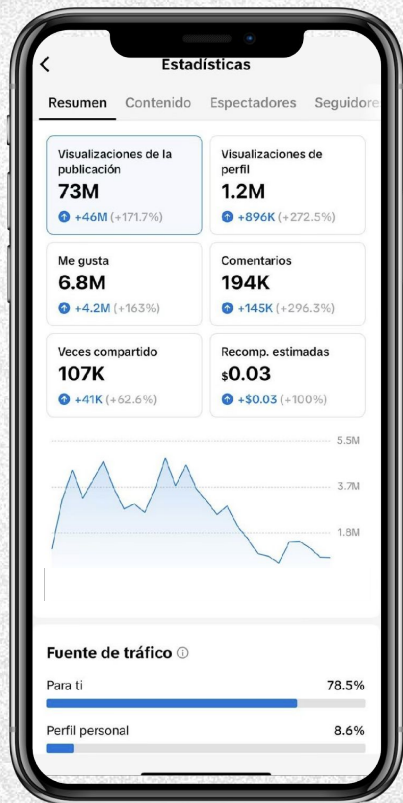 Estadísticas
Resumen Contenido Espectadores Seguidore
Visualizaciones de la
publicación
73M
+46M (+171.7%)
Visualizaciones de
perfil
1.2M
+896K (+272.5%)
Me gusta
6.8M
+4.2M (+163%)
Comentarios
194K
+145K (+296.3%)
Veces compartido
107K
+41K (+62.6%)
Recomp. estimadas
$0.03
+$0.03 (+100%)
5.5M
3.7M
1.8M
Fuente de tráfico
Para ti 78.5%
Perfil personal 8.6%